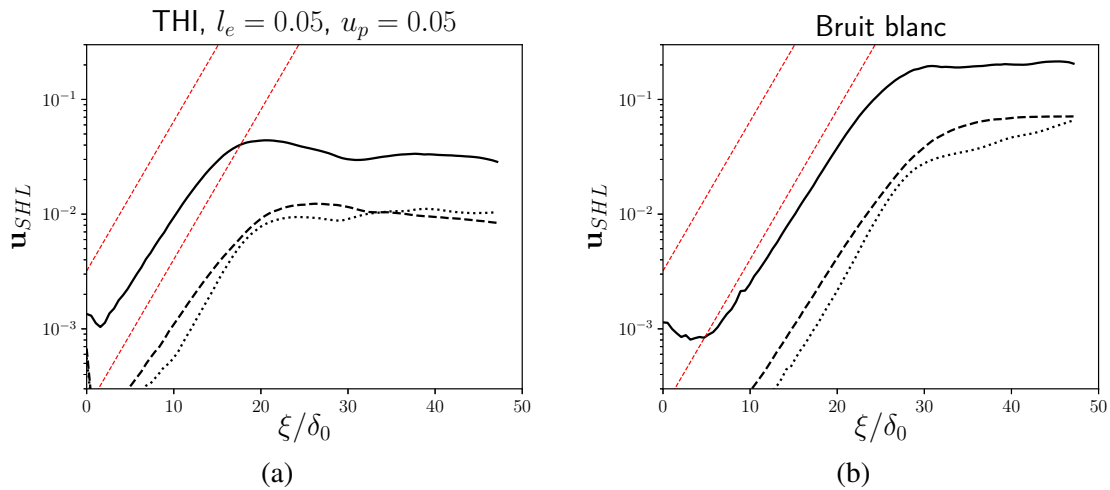 THI, $l_e = 0.05$, $u_p = 0.05$
$10^{-1}$
$10^{-2}$
$10^{-3}$
$\mathbf{u}_{SHL}$
0 10 20 30 40 50
$\xi/\delta_0$
(a)
Bruit blanc
$10^{-1}$
$10^{-2}$
$10^{-3}$
$\mathbf{u}_{SHL}$
0 10 20 30 40 50
$\xi/\delta_0$
(b)